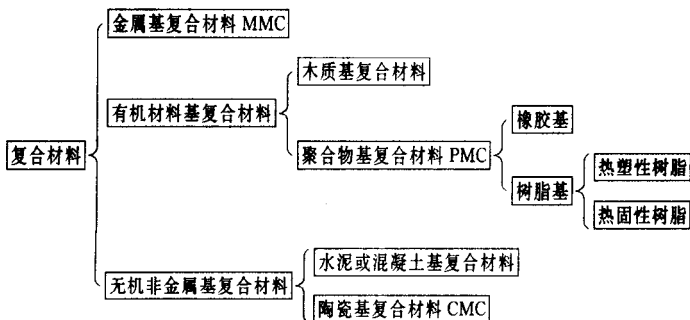 金属基复合材料 MMC
木质基复合材料
有机材料基复合材料
橡胶基
复合材料
聚合物基复合材料 PMC
热塑性树脂
树脂基
热固性树脂
水泥或混凝土基复合材料
无机非金属基复合材料
陶瓷基复合材料 CMC